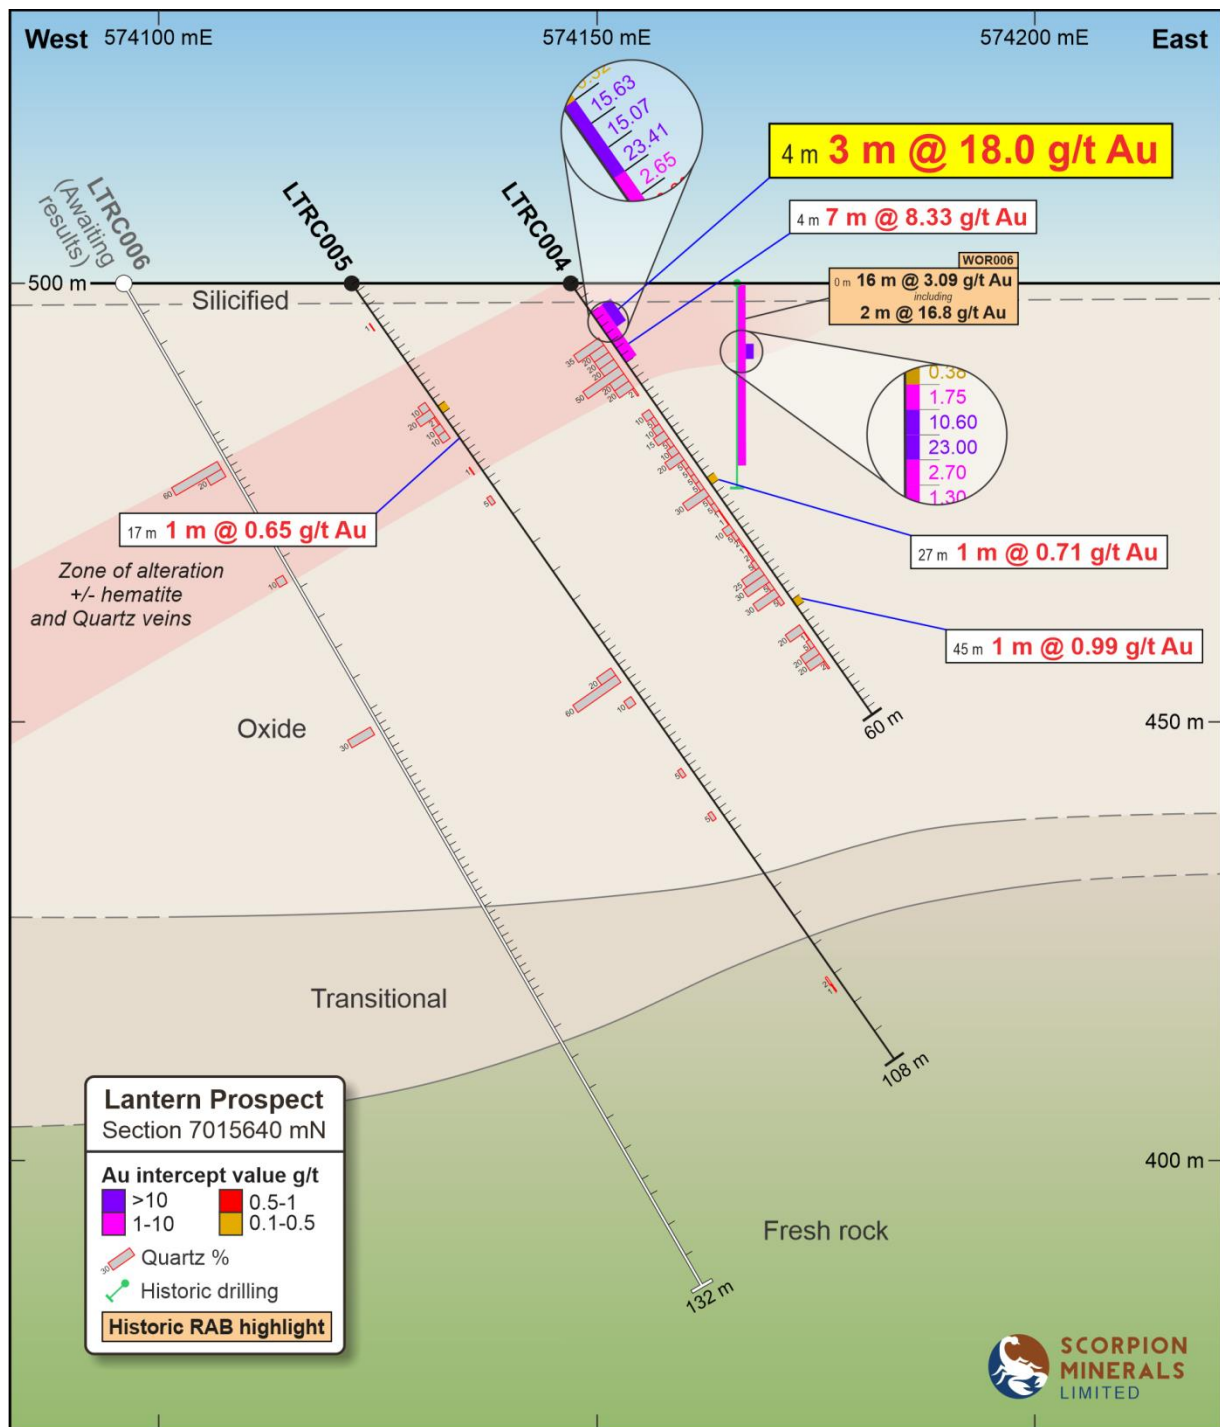 West 574100 mE 574150 mE 574200 mE East
15.63
15.07
23.41
2.65
4 m 3 m @ 18.0 g/t Au
4 m 7 m @ 8.33 g/t Au
LTRC006
(Awaiting
results)
LTRC005
LTRC004
WOR006
0 m 16 m @ 3.09 g/t Au
including
2 m @ 16.8 g/t Au
500 m
Silicified
0.38
1.75
10.60
23.00
2.70
1.30
17 m 1 m @ 0.65 g/t Au
27 m 1 m @ 0.71 g/t Au
Zone of alteration
+/- hematite
and Quartz veins
45 m 1 m @ 0.99 g/t Au
Oxide
60 m
450 m
Transitional
108 m
Lantern Prospect
Section 7015640 mN
Au intercept value g/t
>10 0.5-1
1-10 0.1-0.5
30 Quartz %
Historic drilling
Historic RAB highlight
400 m
Fresh rock
132 m
SCORPION
MINERALS
LIMITED